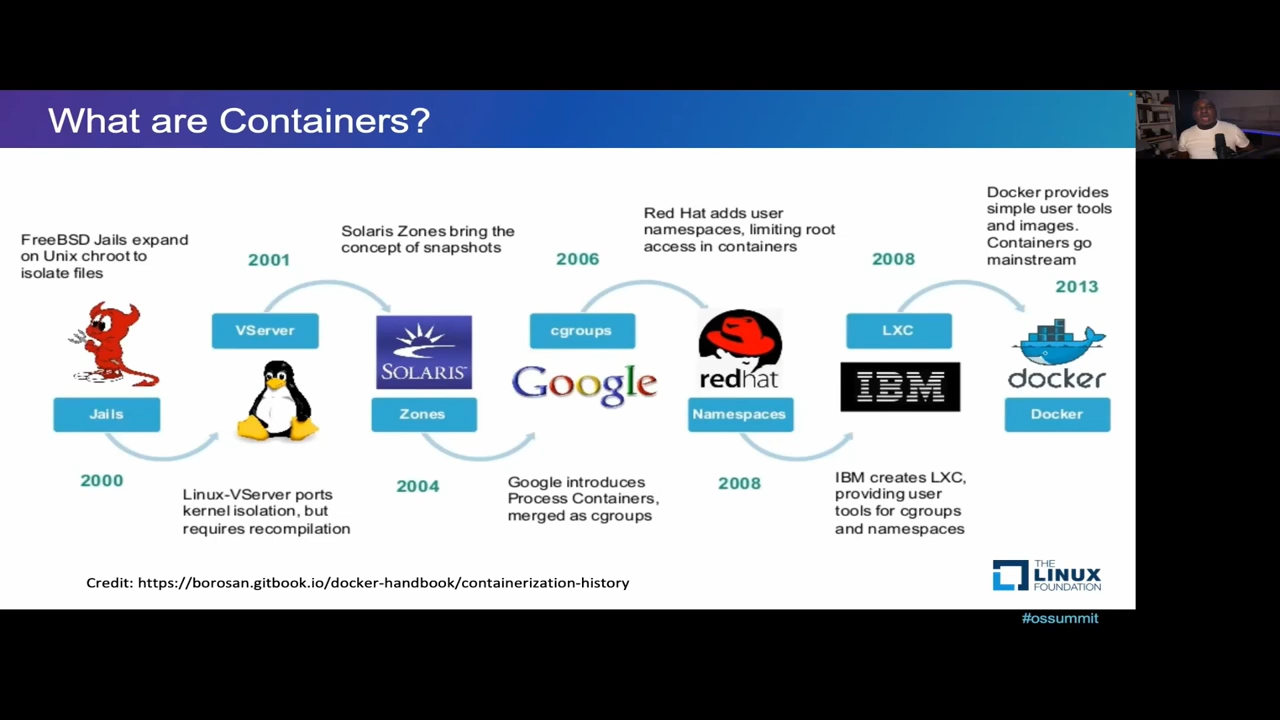 What are Containers?
FreeBSD Jails expand
on Unix chroot to
isolate files
Jails
2000
2001
VServer
Linux-VServer ports
kernel isolation, but
requires recompilation
Solaris Zones bring the
concept of snapshots
SOLARIS™
Zones
2004
2006
cgroups
Google
Google introduces
Process Containers,
merged as cgroups
Red Hat adds user
namespaces, limiting root
access in containers
redhat
Namespaces
2008
2008
LXC
IBM
IBM creates LXC,
providing user
tools for cgroups
and namespaces
Docker provides
simple user tools
and images.
Containers go
mainstream
2013
docker
Docker
Credit: https://borosan.gitbook.io/docker-handbook/containerization-history
THE
LINUX
FOUNDATION
#ossummit